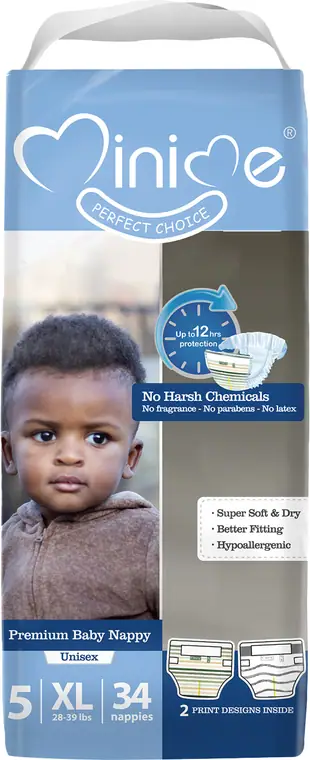 Minime®
PERFECT CHOICE
Up to 12 hrs
protection
No Harsh Chemicals
No fragrance - No parabens - No latex
· Super Soft & Dry
· Better Fitting
· Hypoallergenic
Premium Baby Nappy
Unisex
5 XL 34
28-39 lbs nappies
2 PRINT DESIGNS INSIDE